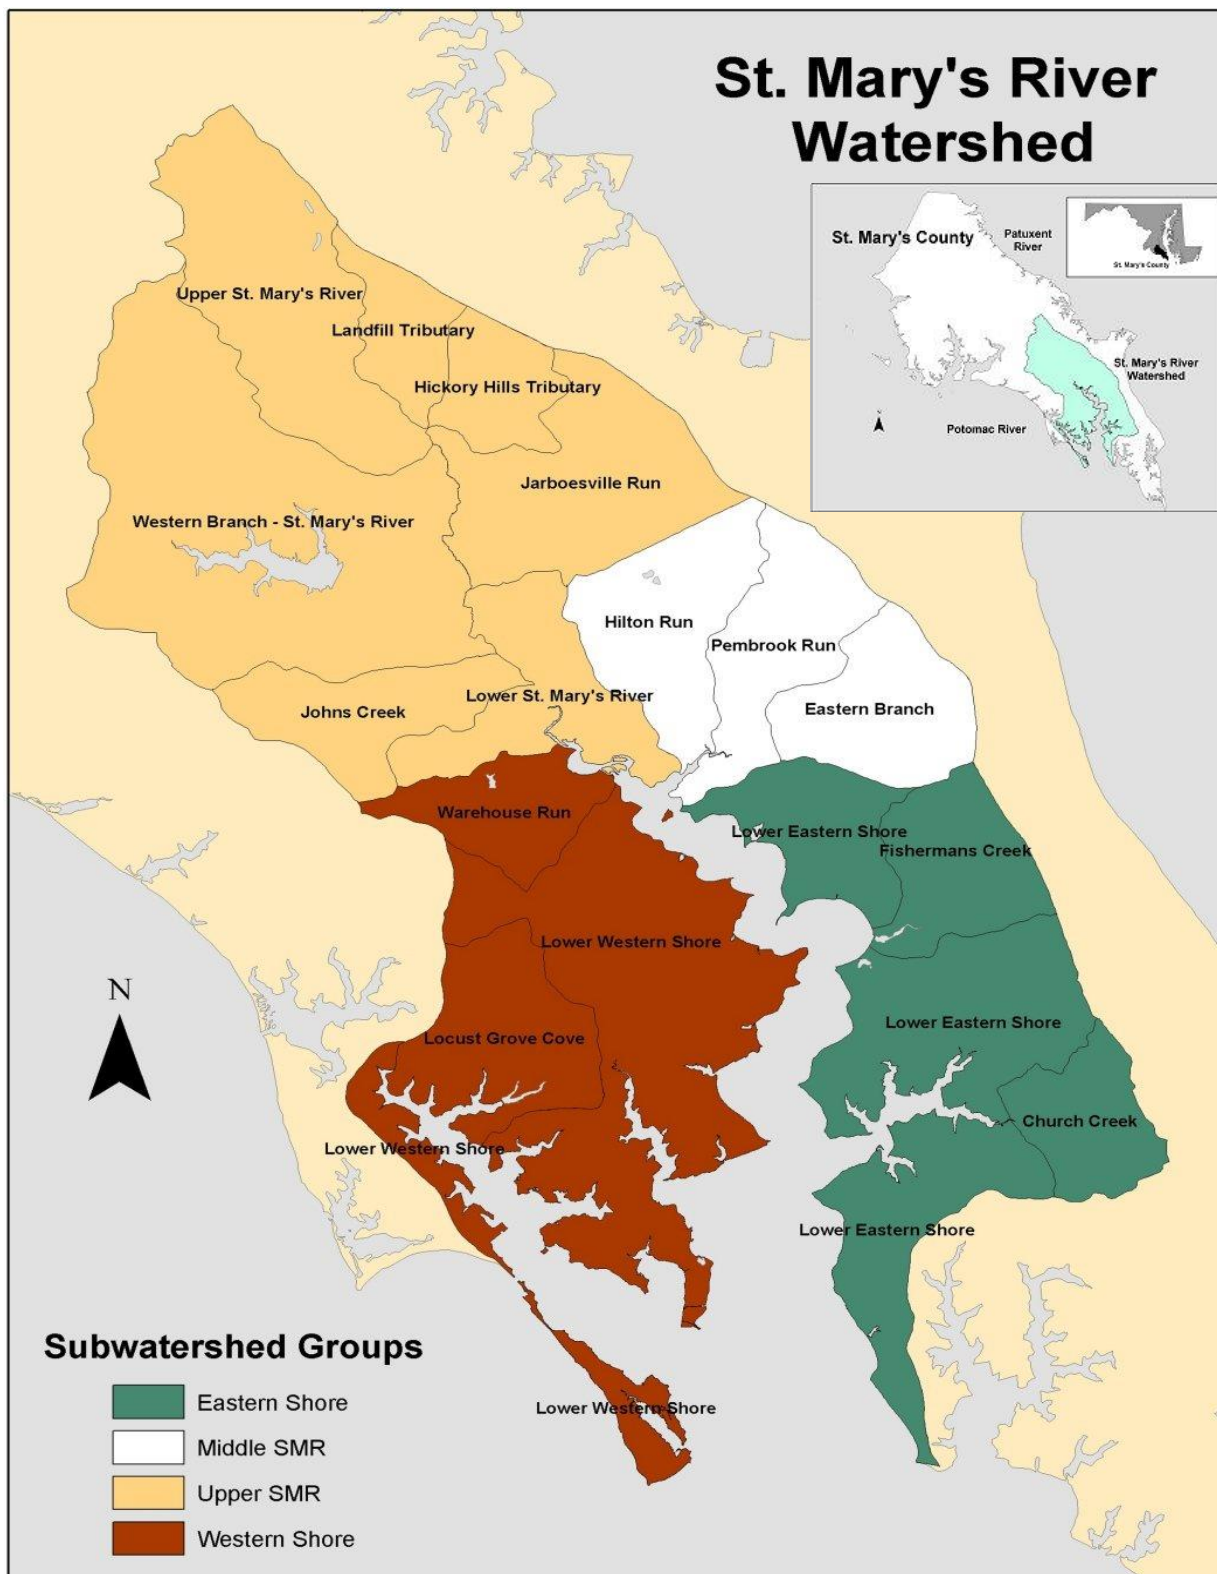 St. Mary's River
Watershed
St. Mary's County
Patuxent
River
St. Mary's County
St. Mary's River
Watershed
N
Potomac River
Upper St. Mary's River
Landfill Tributary
Hickory Hills Tributary
Jarboesville Run
Western Branch - St. Mary's River
Hilton Run
Pembrook Run
Lower St. Mary's River
Eastern Branch
Johns Creek
Warehouse Run
Lower Eastern Shore
Fishermans Creek
Lower Western Shore
N
Lower Eastern Shore
Locust Grove Cove
Church Creek
Lower Western Shore
Lower Eastern Shore
Lower Western Shore
Subwatershed Groups
Eastern Shore
Middle SMR
Upper SMR
Western Shore